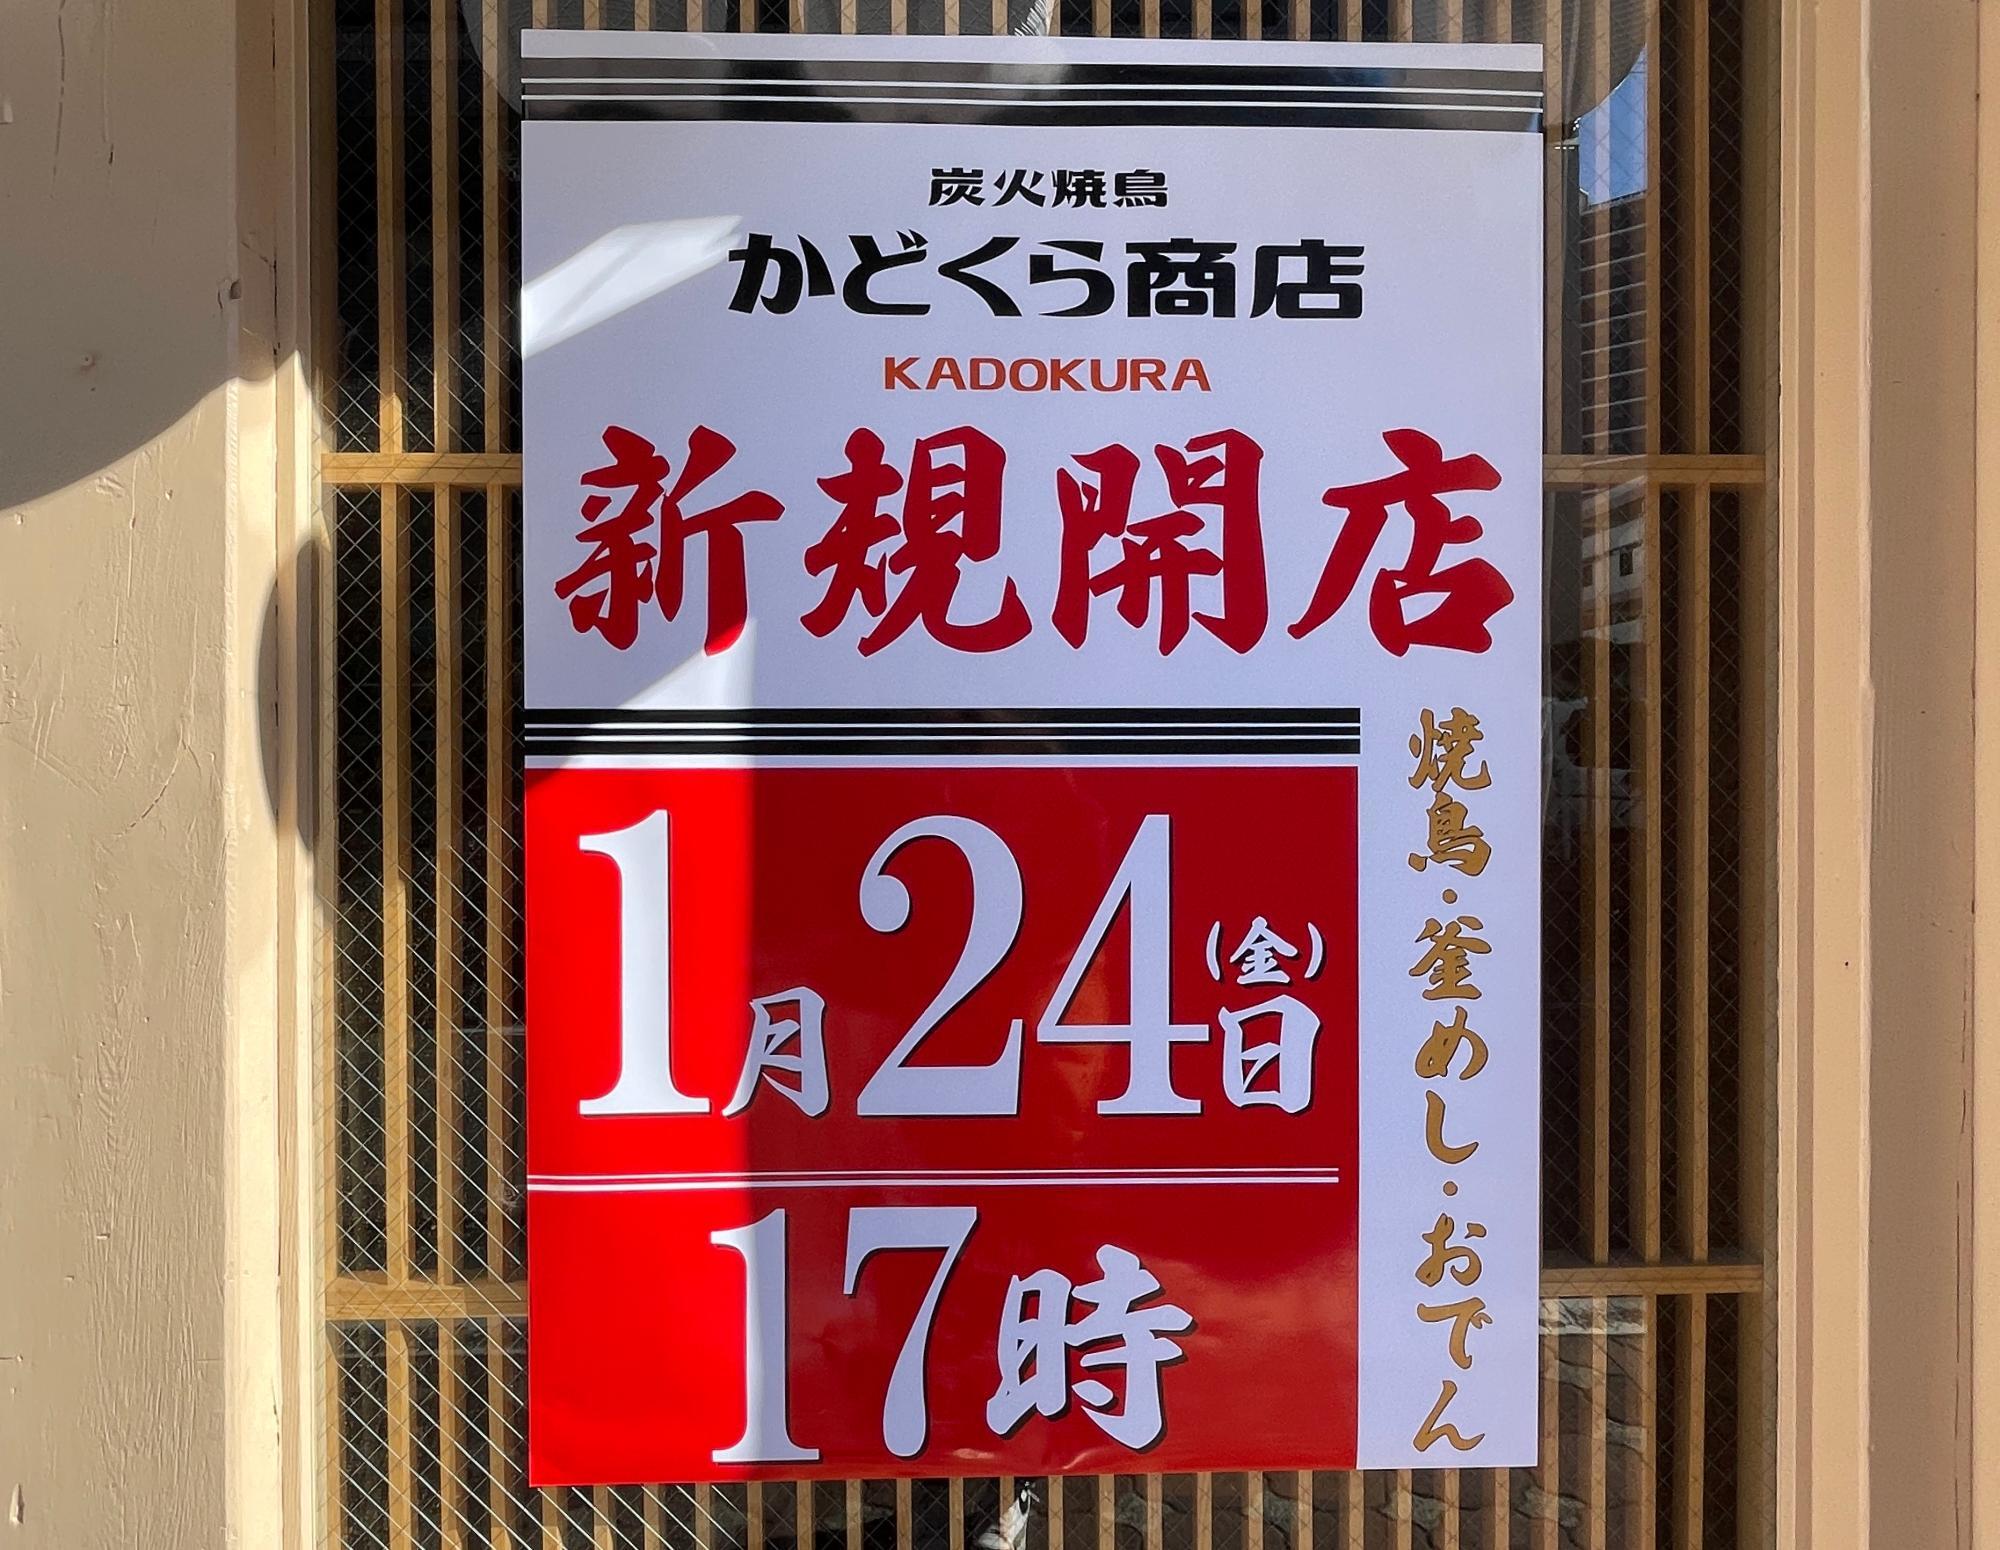 炭火焼鳥
かどくら商店
KADOKURA
新規開店
1月24日(金)
17時
焼鳥・釜めし・おでん